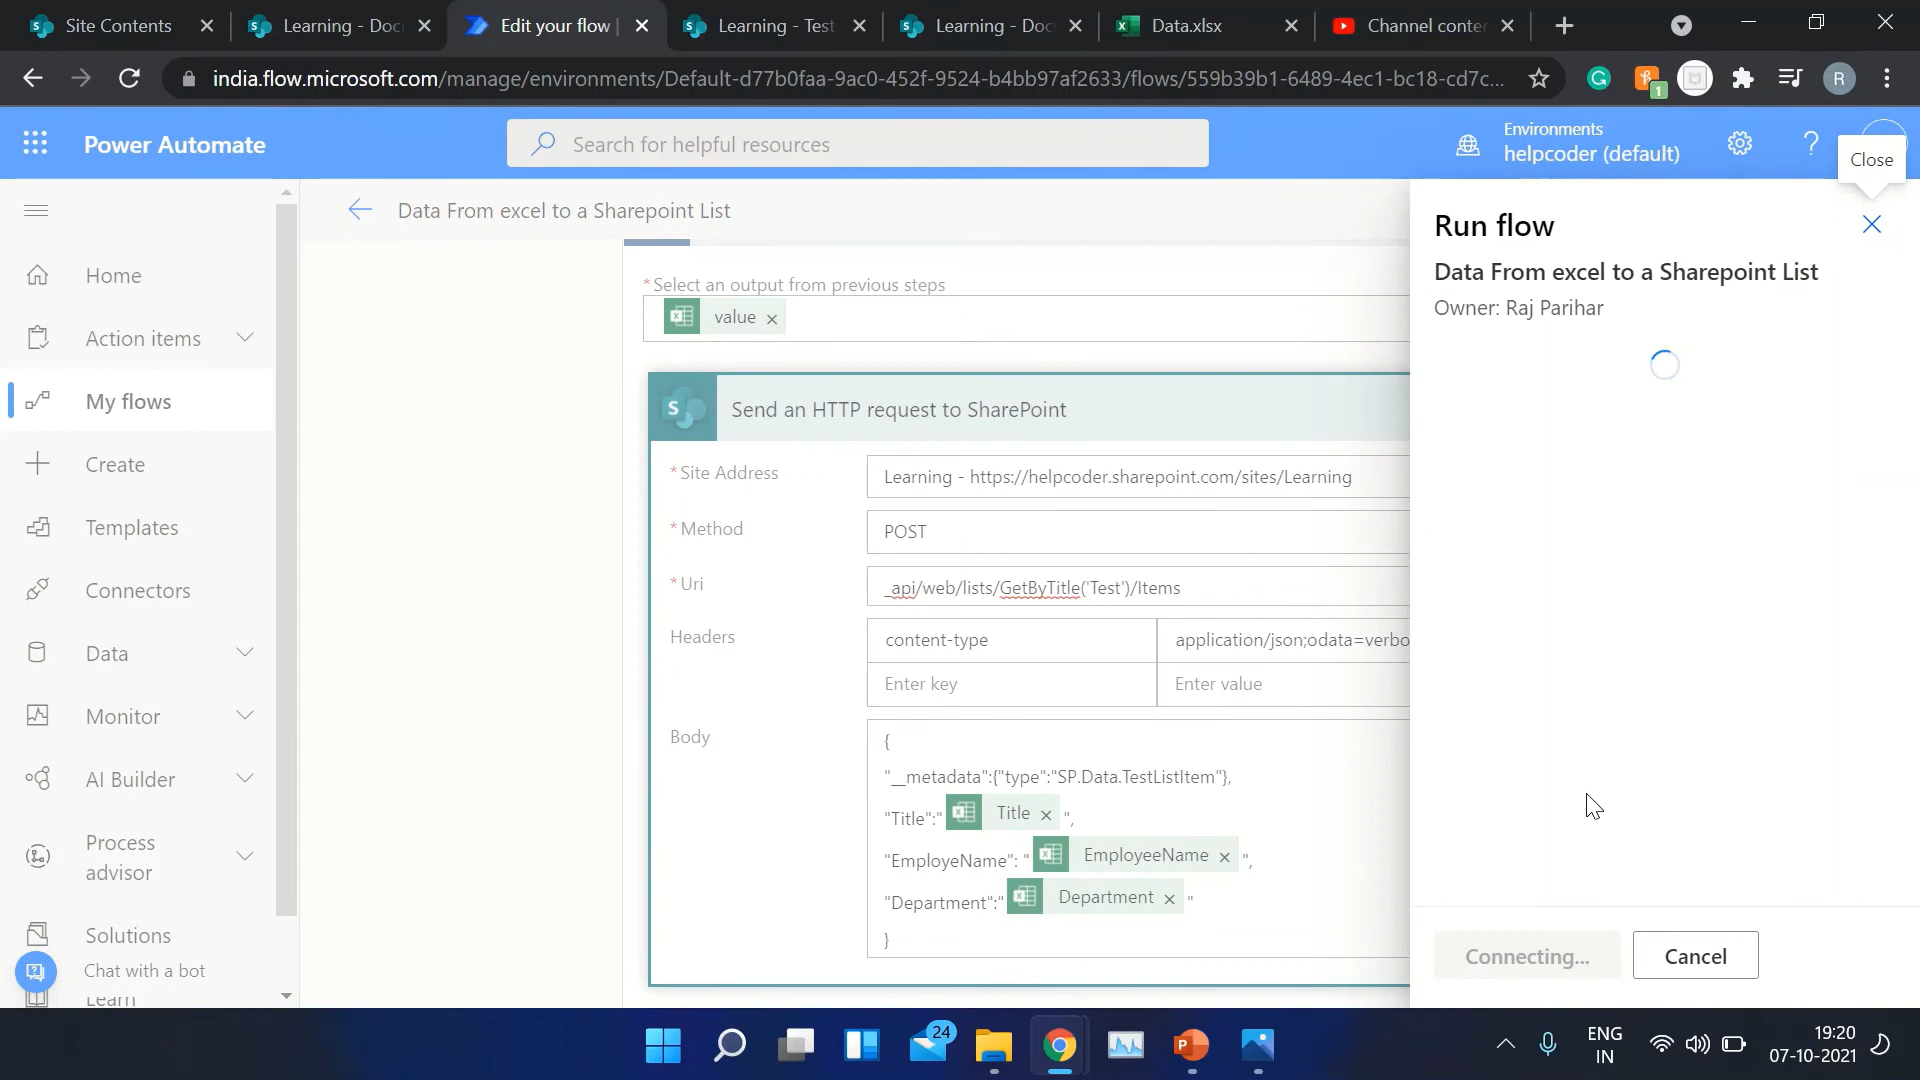 Site Contents
Learning - Doc
Edit your flow |
Learning - Test
Learning - Doc
Data.xlsx
Channel conter
india.flow.microsoft.com/manage/environments/Default-d77b0faa-9ac0-452f-9524-b4bb97af2633/flows/559b39b1-6489-4ec1-bc18-cd7c...
1
R
Power Automate
Search for helpful resources
Environments
helpcoder (default)
?
Close
Home
Action items
My flows
Create
Templates
Connectors
Data
Monitor
AI Builder
Process
advisor
Solutions
Chat with a bot
Learn
Data From excel to a Sharepoint List
*Select an output from previous steps
value
Send an HTTP request to SharePoint
*Site Address
Learning - https://helpcoder.sharepoint.com/sites/Learning
*Method
POST
*Uri
_api/web/lists/GetByTitle('Test')/Items
Headers
content-type
application/json;odata=verbo
Enter key
Enter value
Body
{
"__metadata":{"type":"SP.Data.TestListItem"},
"Title":" Title ",
"EmployeName": " EmployeeName ",
"Department":" Department "
}
Run flow
Data From excel to a Sharepoint List
Owner: Raj Parihar
Connecting...
Cancel
24
ENG
IN
19:20
07-10-2021